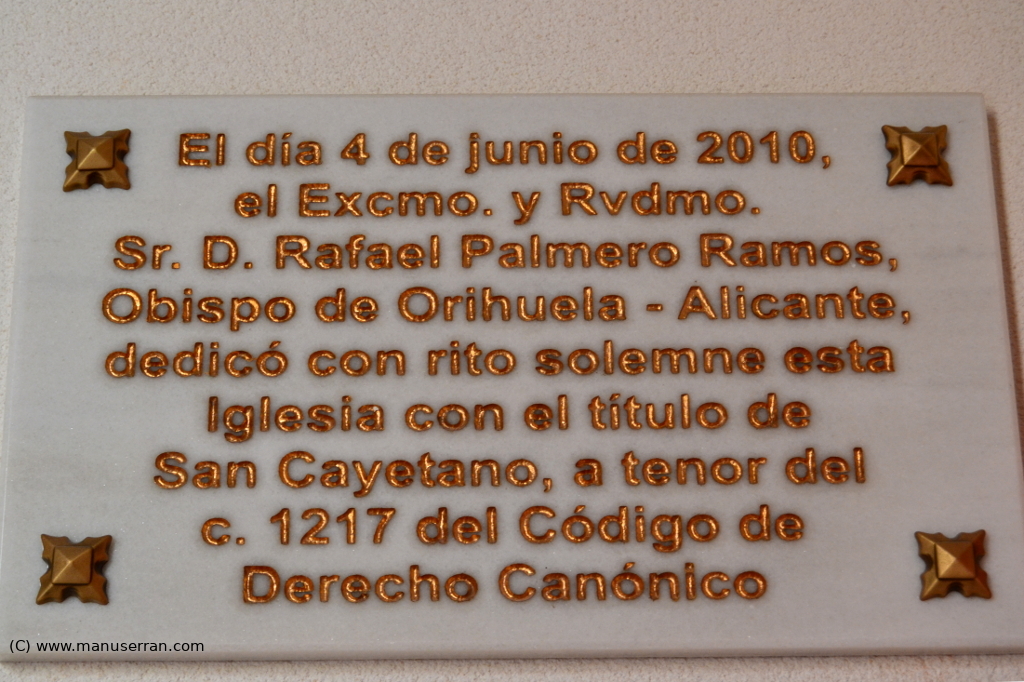 El día 4 de junio de 2010,
el Excmo. y Rvdmo.
Sr. D. Rafael Palmero Ramos,
Obispo de Orihuela - Alicante,
dedicó con rito solemne esta
Iglesia con el título de
San Cayetano, a tenor del
c. 1217 del Código de
Derecho Canónico
(C) www.manuserran.com